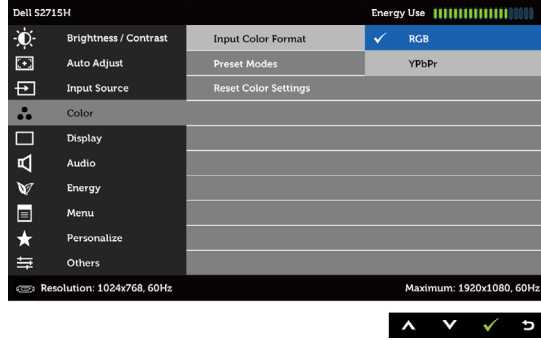 Dell S2715H Energy Use
Brightness / Contrast Input Color Format RGB
Auto Adjust Preset Modes YPbPr
Input Source Reset Color Settings
Color
Display
Audio
Energy
Menu
Personalize
Others
Resolution: 1024x768, 60Hz Maximum: 1920x1080, 60Hz